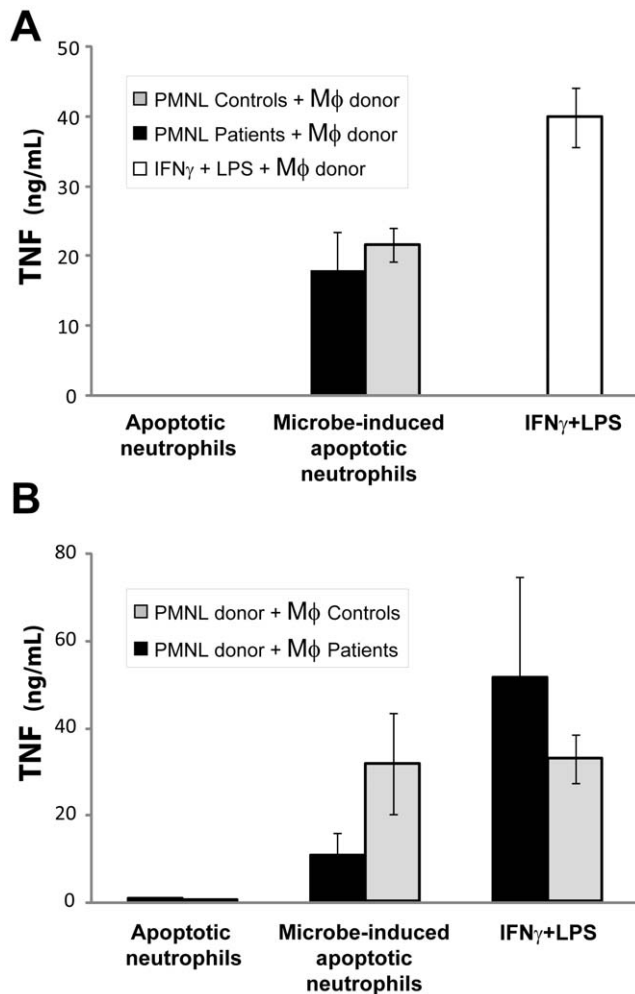 A
50
40
30
20
10
0
TNF (ng/mL)
PMNL Controls + Mϕ donor
PMNL Patients + Mϕ donor
IFNγ + LPS + Mϕ donor
Apoptotic
neutrophils
Microbe-induced
apoptotic
neutrophils
IFNγ+LPS
B
80
60
40
20
0
TNF (ng/mL)
PMNL donor + Mϕ Controls
PMNL donor + Mϕ Patients
Apoptotic
neutrophils
Microbe-induced
apoptotic
neutrophils
IFNγ+LPS